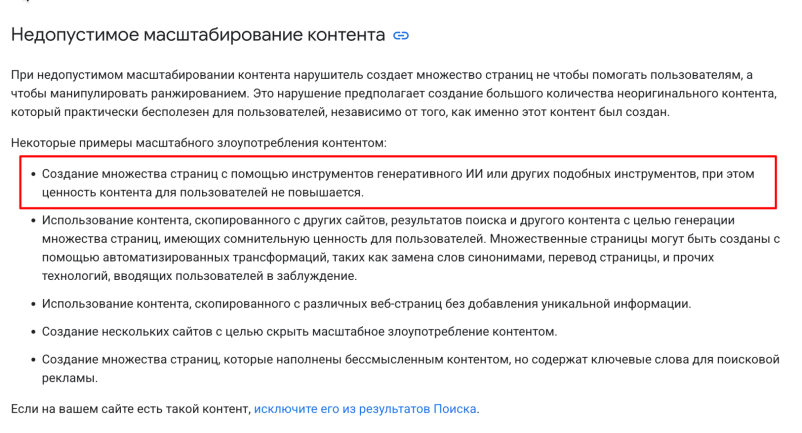 Недопустимое масштабирование контента
При недопустимом масштабировании контента нарушитель создает множество страниц не чтобы помогать пользователям, а
чтобы манипулировать ранжированием. Это нарушение предполагает создание большого количества неоригинального контента,
который практически бесполезен для пользователей, независимо от того, как именно этот контент был создан.
Некоторые примеры масштабного злоупотребления контентом:
• Создание множества страниц с помощью инструментов генеративного ИИ или других подобных инструментов, при этом
ценность контента для пользователей не повышается.
• Использование контента, скопированного с других сайтов, результатов поиска и другого контента с целью генерации
множества страниц, имеющих сомнительную ценность для пользователей. Множественные страницы могут быть созданы с
помощью автоматизированных трансформаций, таких как замена слов синонимами, перевод страницы, и прочих
технологий, вводящих пользователей в заблуждение.
• Использование контента, скопированного с различных веб-страниц без добавления уникальной информации.
• Создание нескольких сайтов с целью скрыть масштабное злоупотребление контентом.
• Создание множества страниц, которые наполнены бессмысленным контентом, но содержат ключевые слова для поисковой
рекламы.
Если на вашем сайте есть такой контент, исключите его из результатов Поиска.